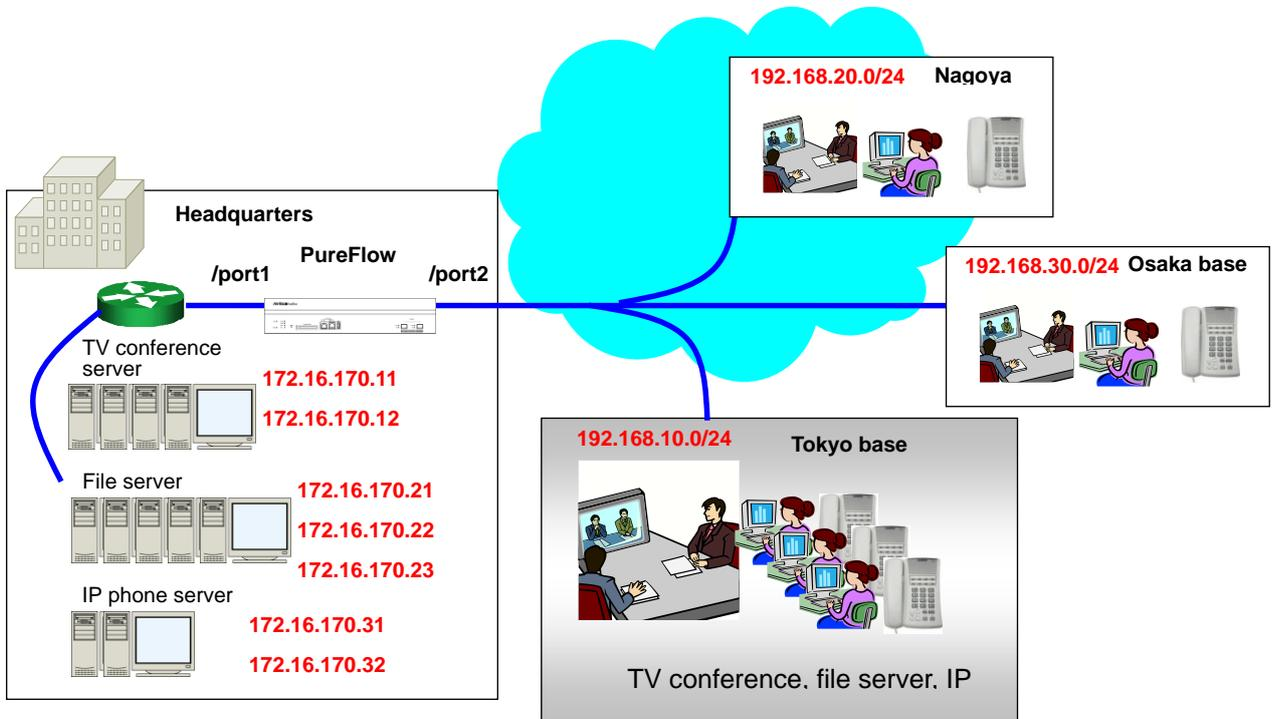 192.168.20.0/24 Nagoya
Headquarters
PureFlow
/port1
/port2
192.168.30.0/24 Osaka base
TV conference
server
172.16.170.11
172.16.170.12
192.168.10.0/24
Tokyo base
File server
172.16.170.21
172.16.170.22
172.16.170.23
IP phone server
172.16.170.31
172.16.170.32
TV conference, file server, IP